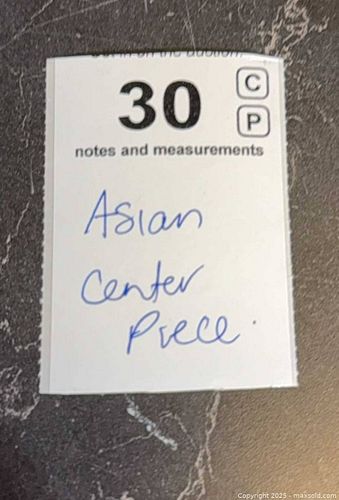 30
C
P
notes and measurements
Asian
Center
Piece.
Copyright 2025 - maxsold.com